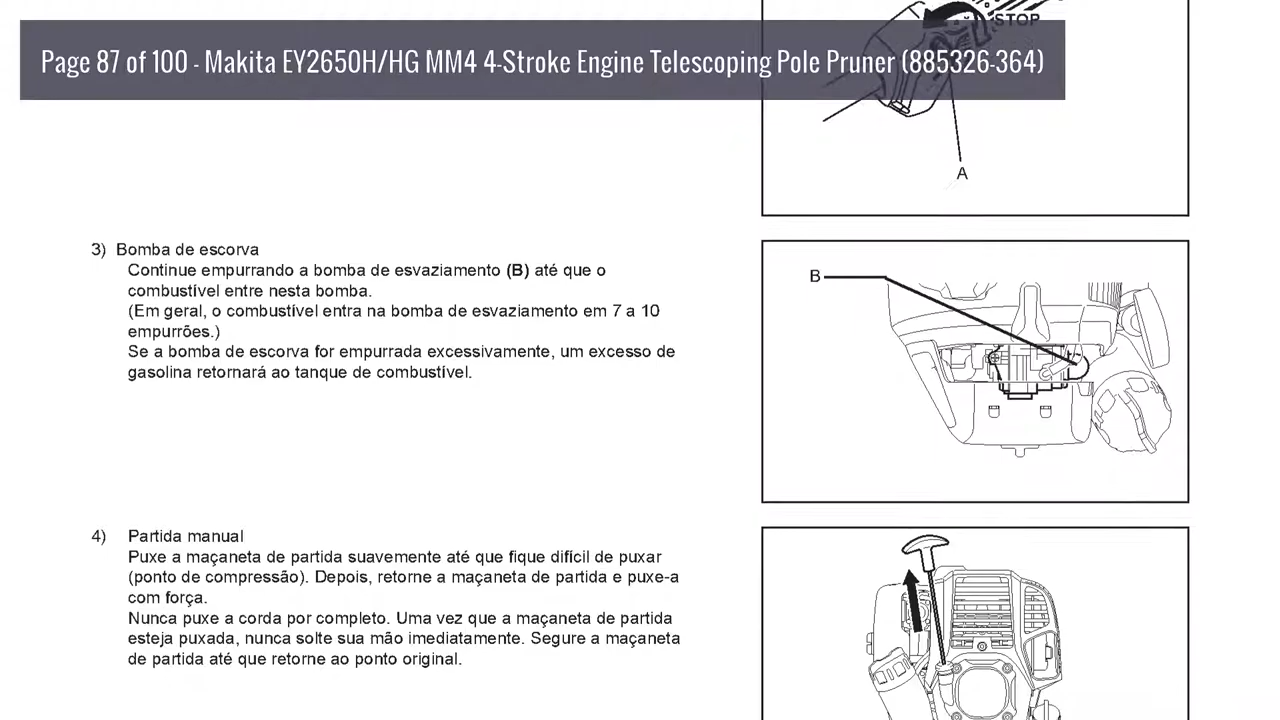 STOP
Page 87 of 100 - Makita EY2650H/HG MM4 4-Stroke Engine Telescoping Pole Pruner (885326-364)
A
3) Bomba de escorva
Continue empurrando a bomba de esvaziamento (B) até que o
combustível entre nesta bomba.
(Em geral, o combustível entra na bomba de esvaziamento em 7 a 10
empurrões.)
Se a bomba de escorva for empurrada excessivamente, um excesso de
gasolina retornará ao tanque de combustível.
B
4) Partida manual
Puxe a maçaneta de partida suavemente até que fique difícil de puxar
(ponto de compressão). Depois, retorne a maçaneta de partida e puxe-a
com força.
Nunca puxe a corda por completo. Uma vez que a maçaneta de partida
esteja puxada, nunca solte sua mão imediatamente. Segure a maçaneta
de partida até que retorne ao ponto original.